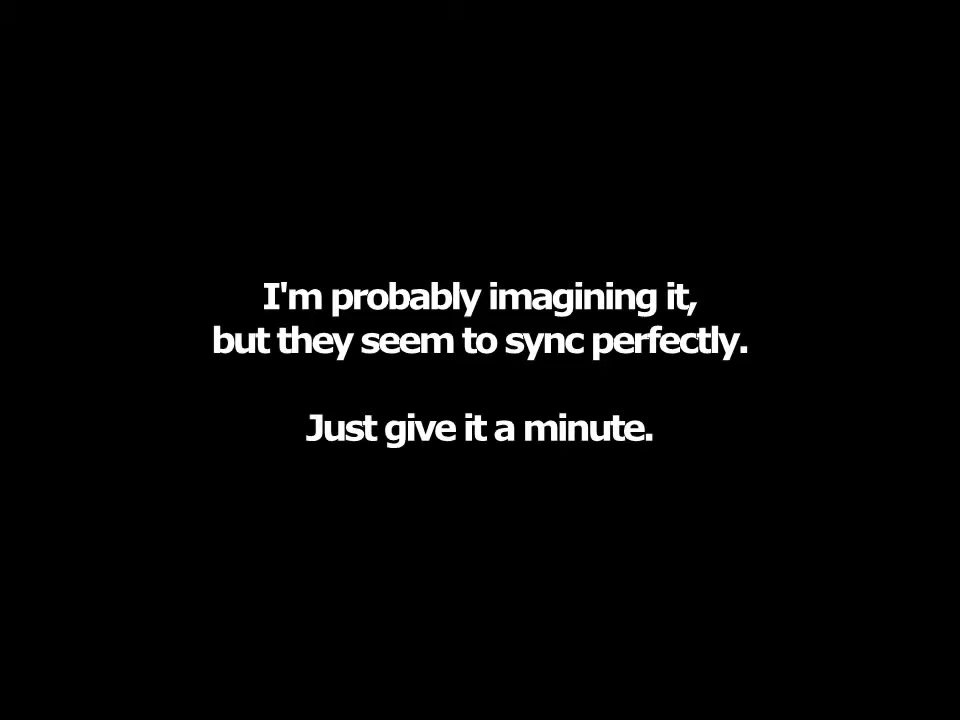 I'm probably imagining it,
but they seem to sync perfectly.
Just give it a minute.